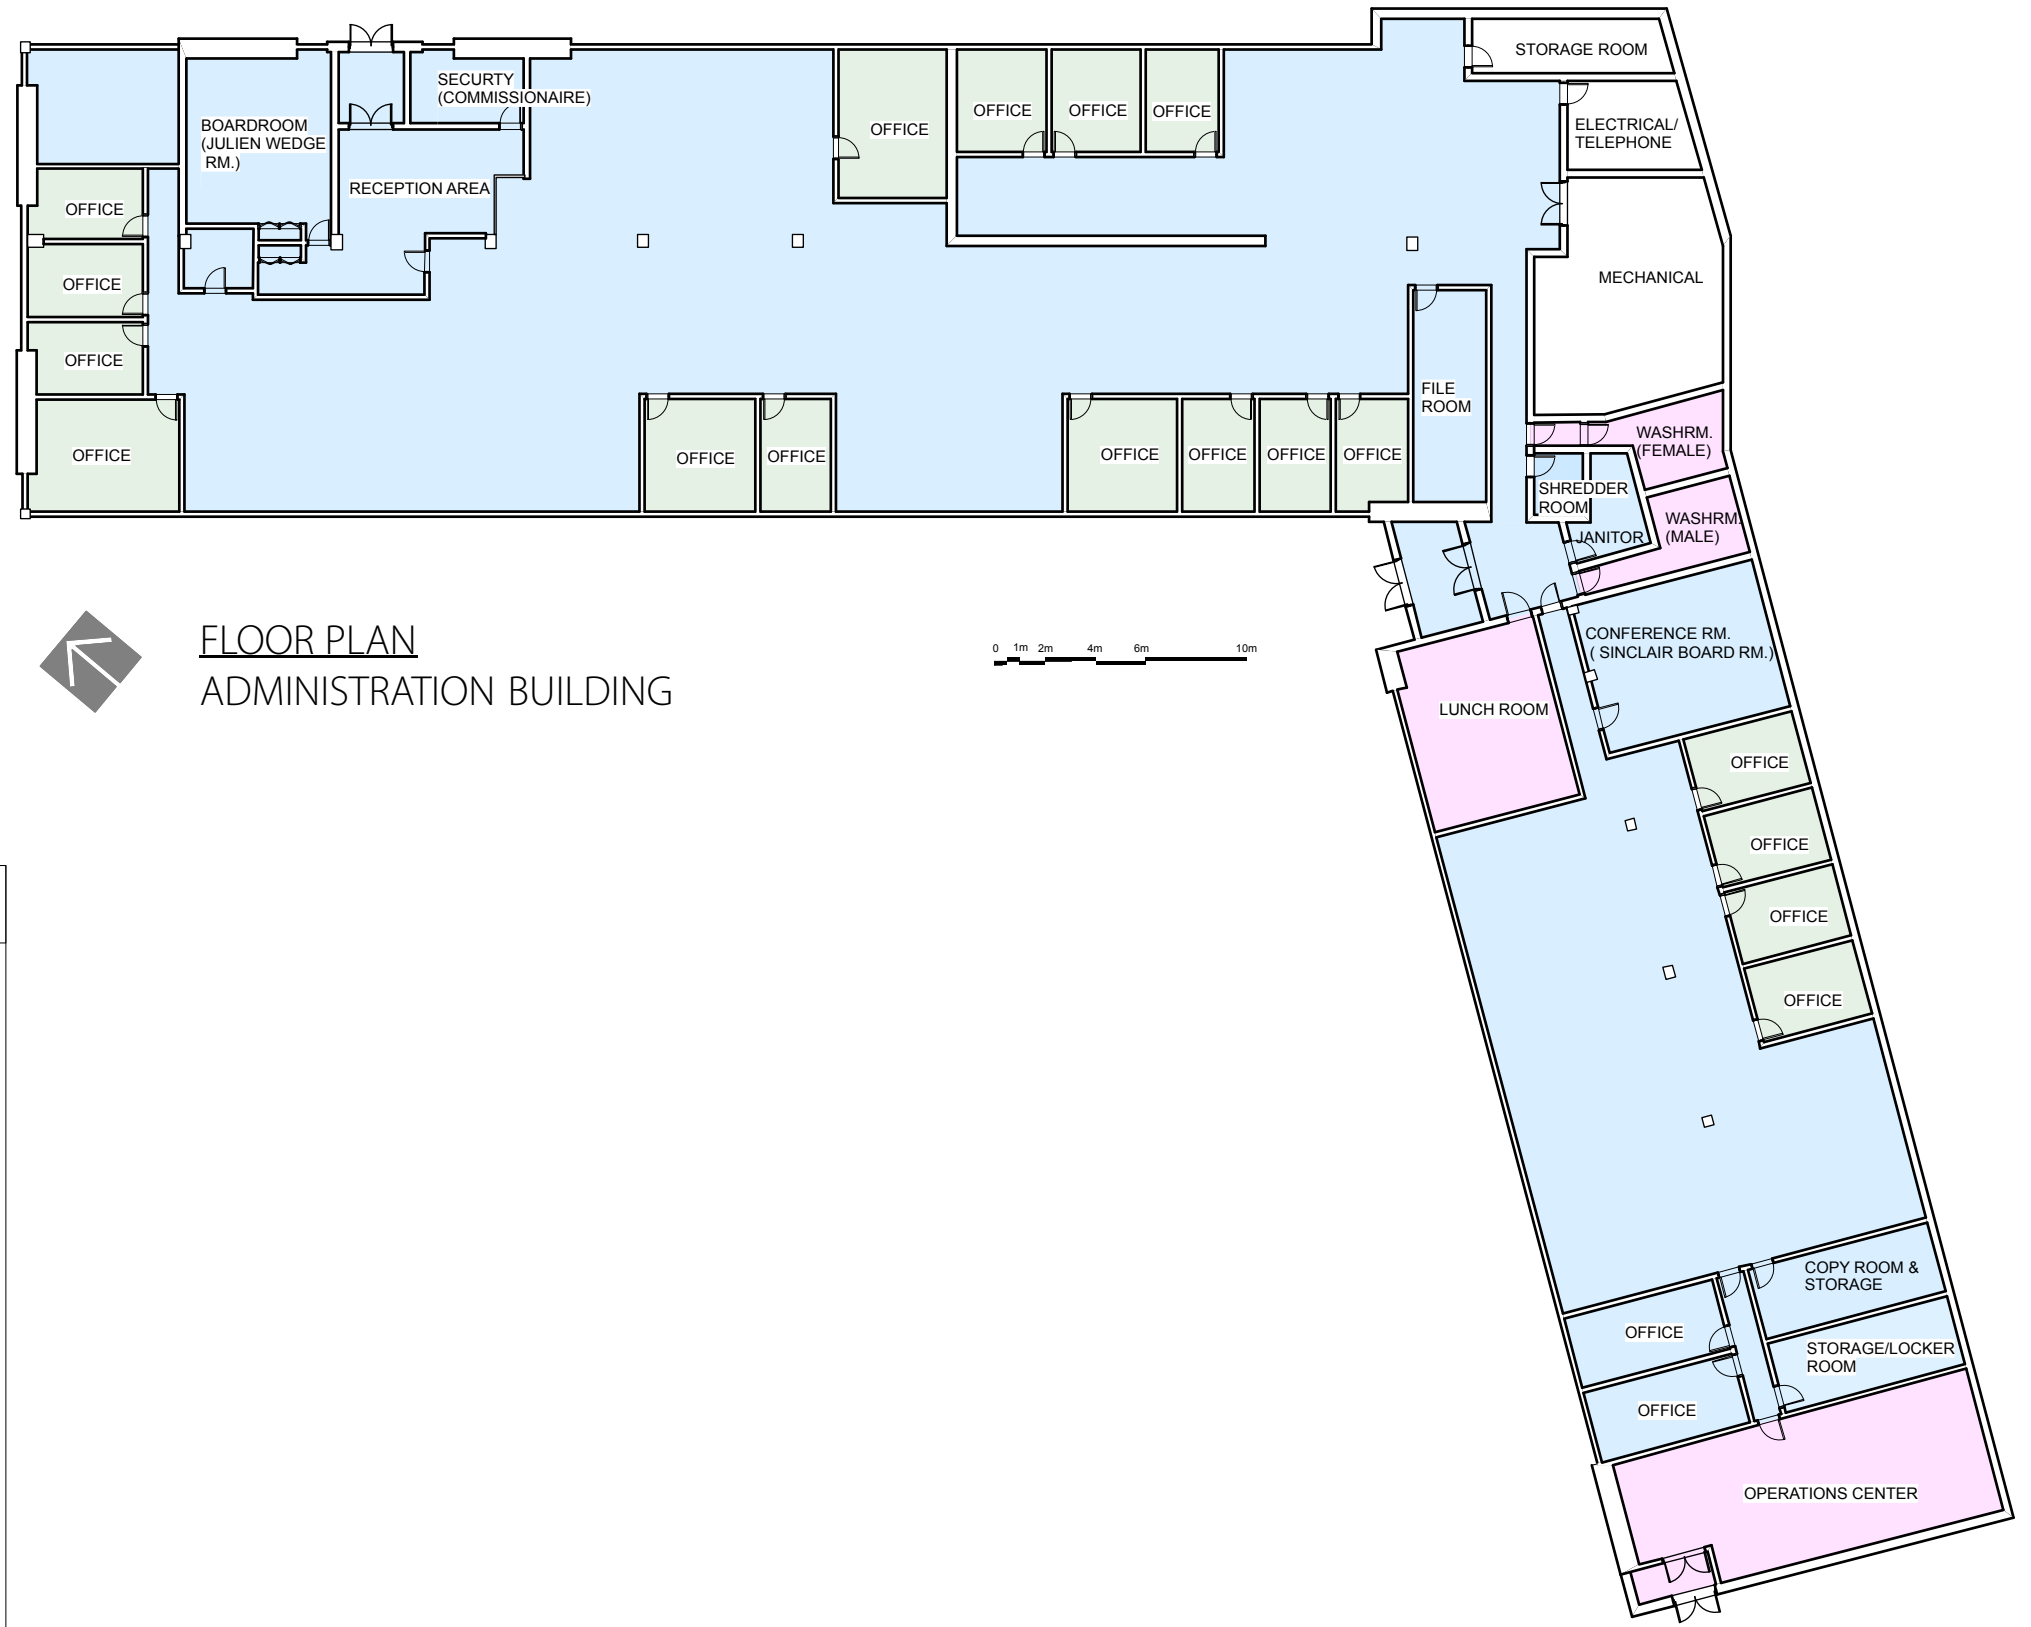 STORAGE ROOM
SECURTY
(COMMISSIONAIRE)
OFFICE
OFFICE
OFFICE
OFFICE
BOARDROOM
(JULIEN WEDGE
RM.)
ELECTRICAL/
TELEPHONE
RECEPTION AREA
OFFICE
OFFICE
OFFICE
OFFICE
MECHANICAL
FILE
ROOM
OFFICE
OFFICE
OFFICE
OFFICE
OFFICE
OFFICE
WASHRM.
(FEMALE)
SHREDDER
ROOM
JANITOR
WASHRM.
(MALE)
FLOOR PLAN
ADMINISTRATION BUILDING
0 1m 2m 4m 6m 10m
CONFERENCE RM.
( SINCLAIR BOARD RM.)
LUNCH ROOM
OFFICE
OFFICE
OFFICE
OFFICE
COPY ROOM &
STORAGE
OFFICE
STORAGE/LOCKER
ROOM
OFFICE
OPERATIONS CENTER